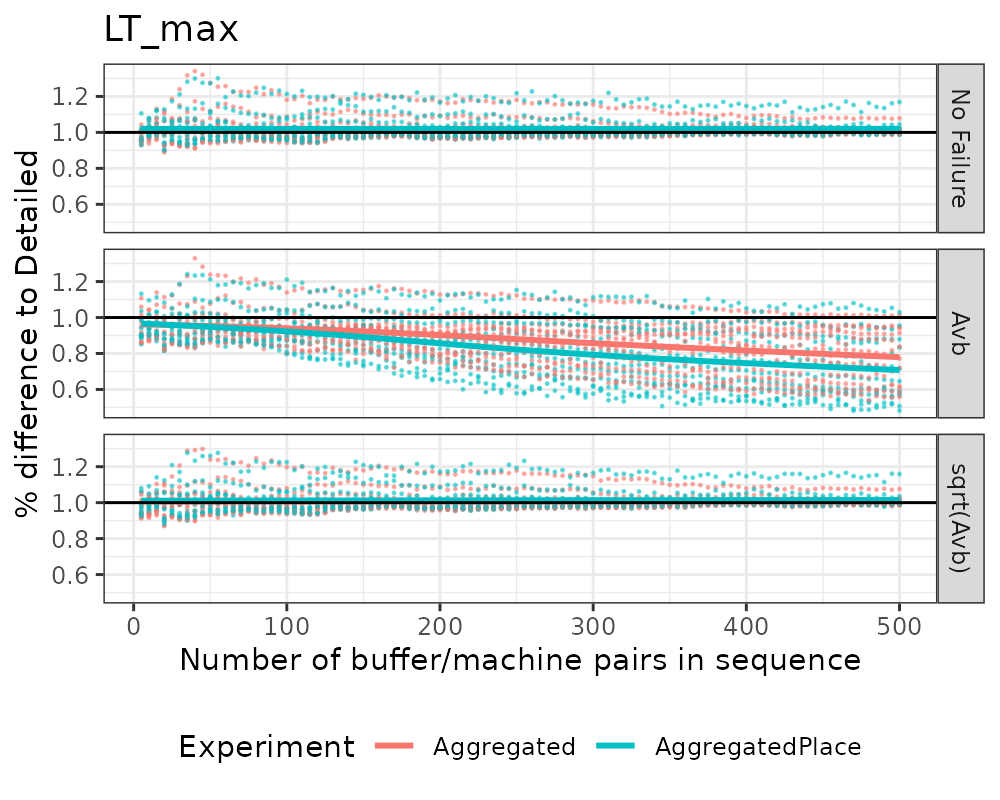 LT_max
% difference to Detailed
1.2
1.0
0.8
0.6
No Failure
1.2
1.0
0.8
0.6
Avb
1.2
1.0
0.8
0.6
sqrt(Avb)
0 100 200 300 400 500
Number of buffer/machine pairs in sequence
Experiment Aggregated AggregatedPlace